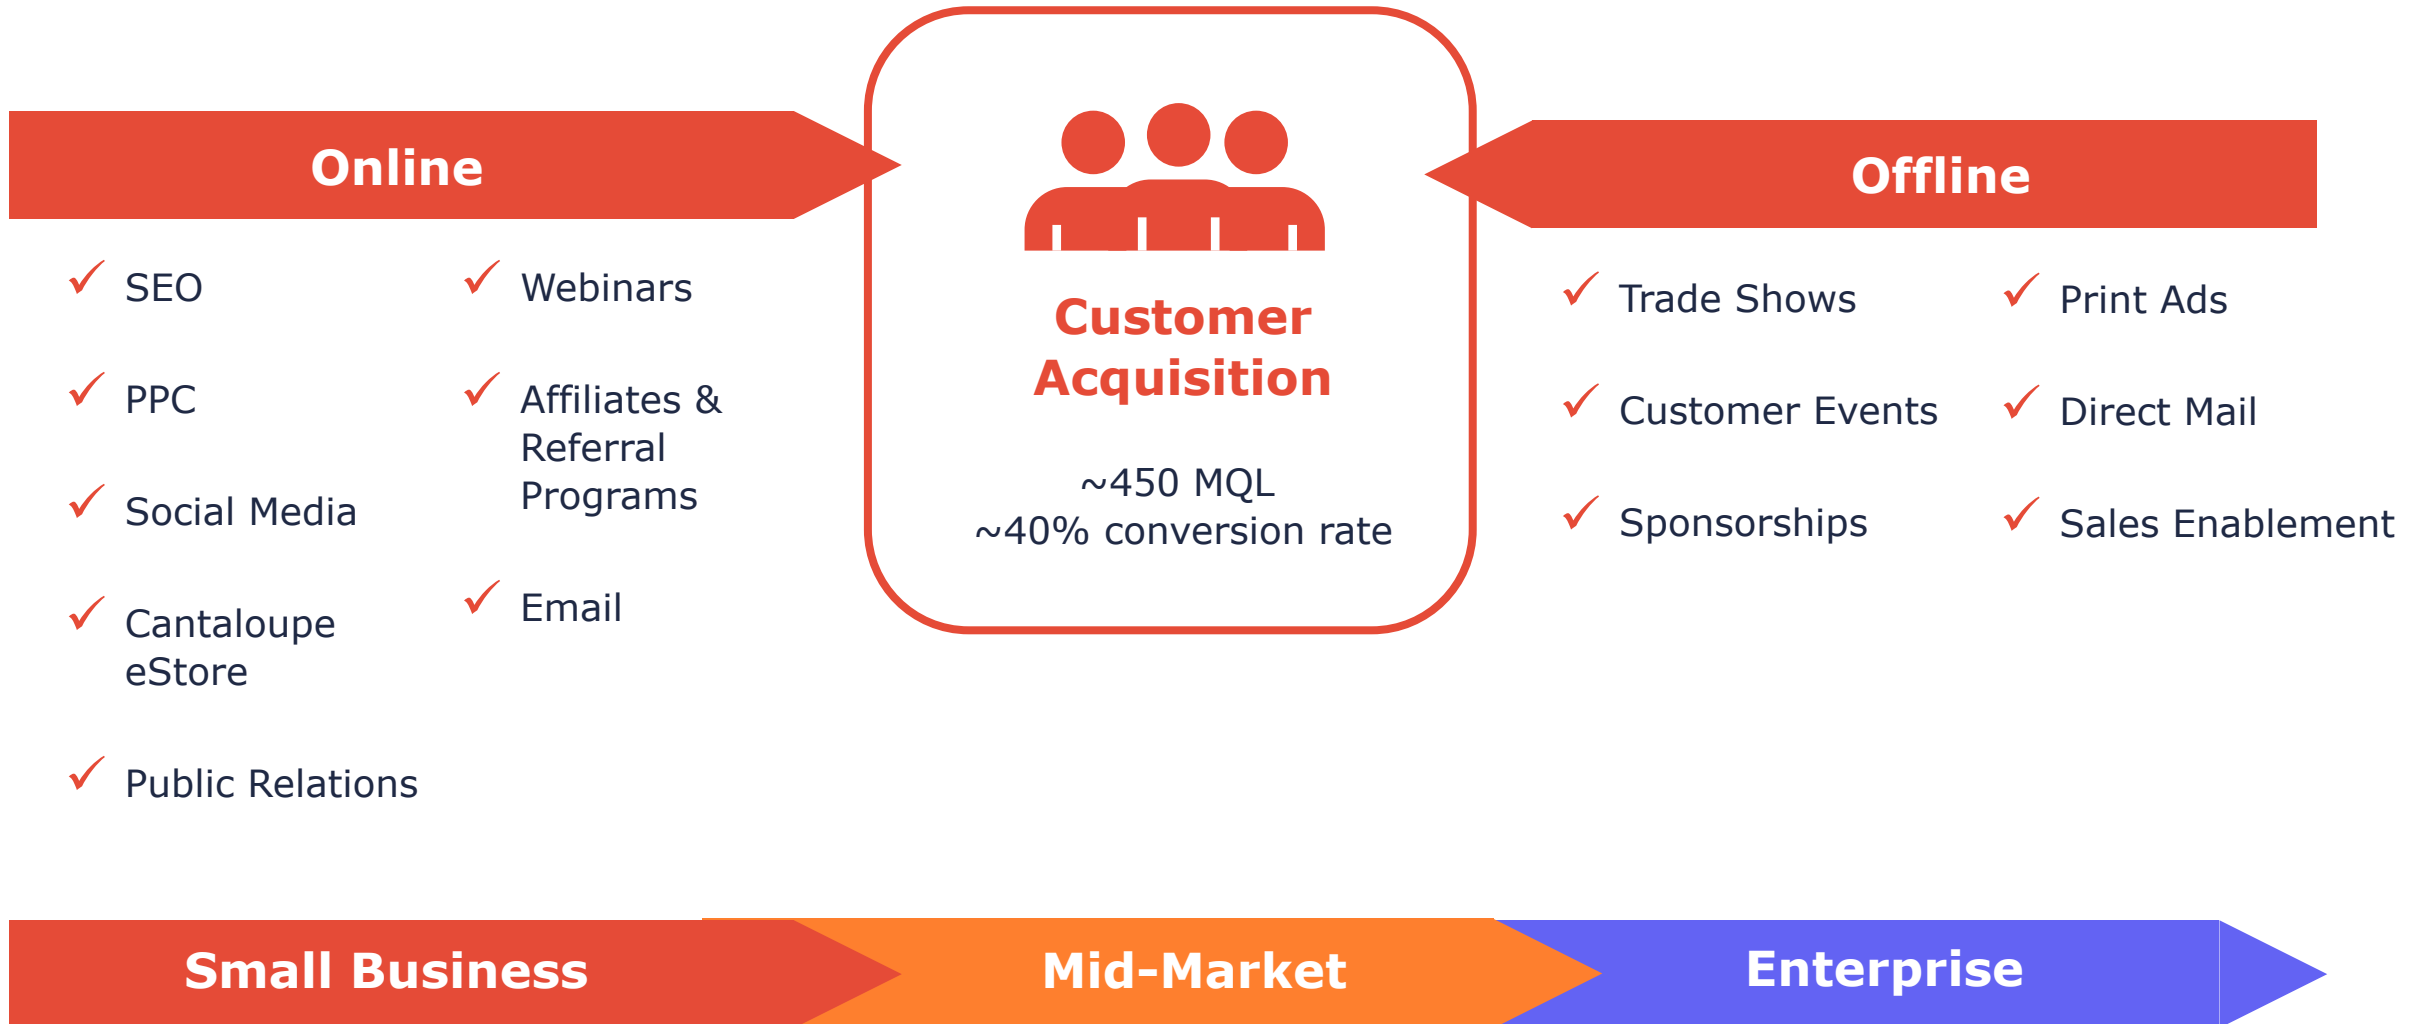 Online
SEO
PPC
Social Media
Cantaloupe
eStore
Public Relations
Webinars
Affiliates &
Referral
Programs
Email
Customer
Acquisition
~450 MQL
~40% conversion rate
Offline
Trade Shows
Customer Events
Sponsorships
Print Ads
Direct Mail
Sales Enablement
Small Business
Mid–Market
Enterprise